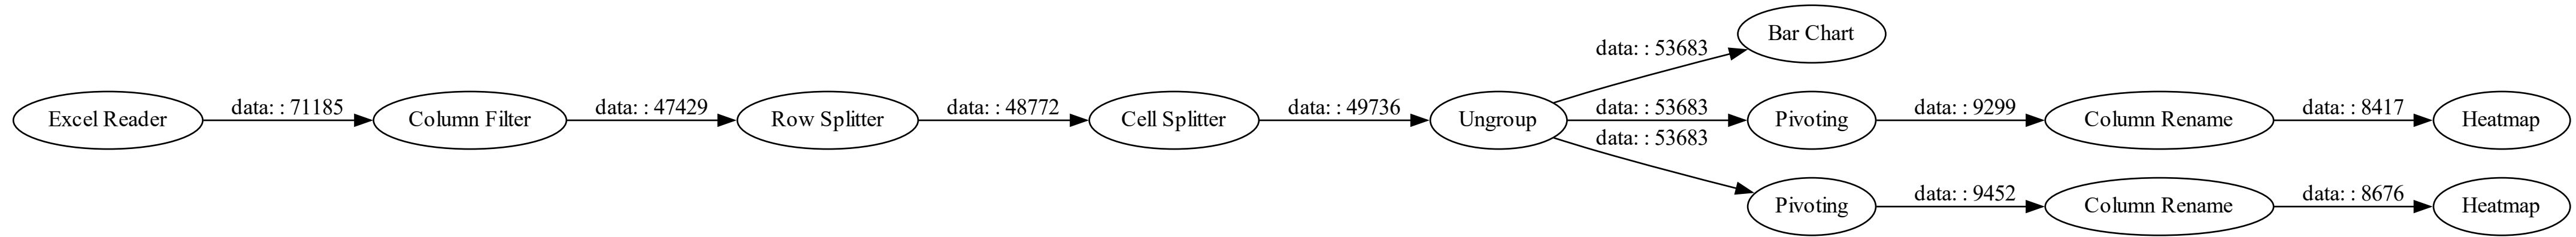 Excel Reader
data: : 71185
Column Filter
data: : 47429
Row Splitter
data: : 48772
Cell Splitter
data: : 49736
Ungroup
data: : 53683
Bar Chart
data: : 53683
Pivoting
data: : 9299
Column Rename
data: : 8417
Heatmap
data: : 53683
Pivoting
data: : 9452
Column Rename
data: : 8676
Heatmap